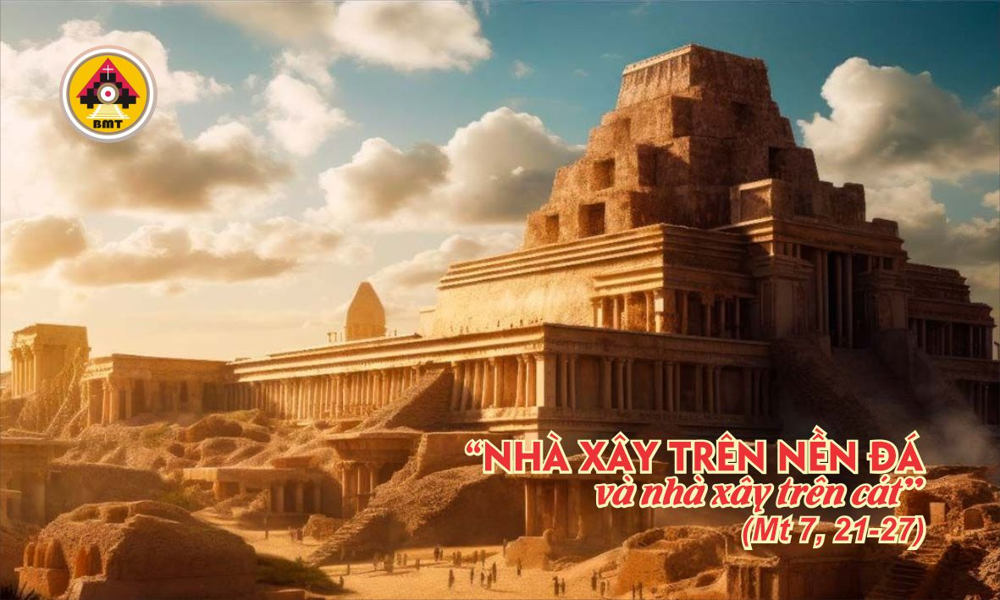 BMT
“NHÀ XÂY TRÊN NỀN ĐÁ
và nhà xây trên cát”
(Mt 7, 21-27)